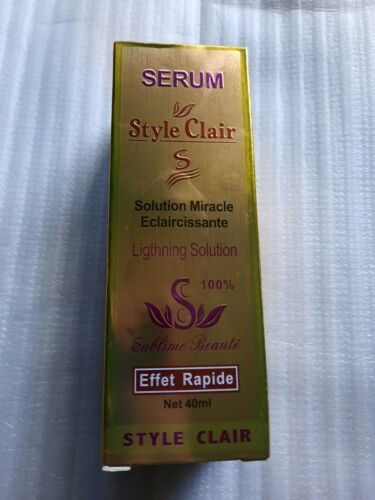 SERUM
Style Clair
S
Solution Miracle
Eclaircissante
Ligthning Solution
100%
S
C
C
Sublime Beauté
Effet Rapide
Net 40ml
STYLE CLAIR